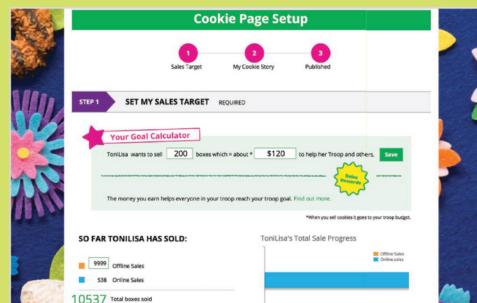 Cookie Page Setup
1 2 3
Sales Target My Cookie Story Published
STEP 1 SET MY SALES TARGET REQUIRED
Your Goal Calculator
ToniLisa wants to sell 200 boxes which = about * $120 to help her Troop and others. Save
Sales
Rewards
The money you earn helps everyone in your troop reach your troop goal. Find out more.
*When you sell cookies it goes to your troop budget.
SO FAR TONILISA HAS SOLD: ToniLisa's Total Sale Progress
Offline Sales
Online sales
9999 Offline Sales
538 Online Sales
10537 Total boxes sold